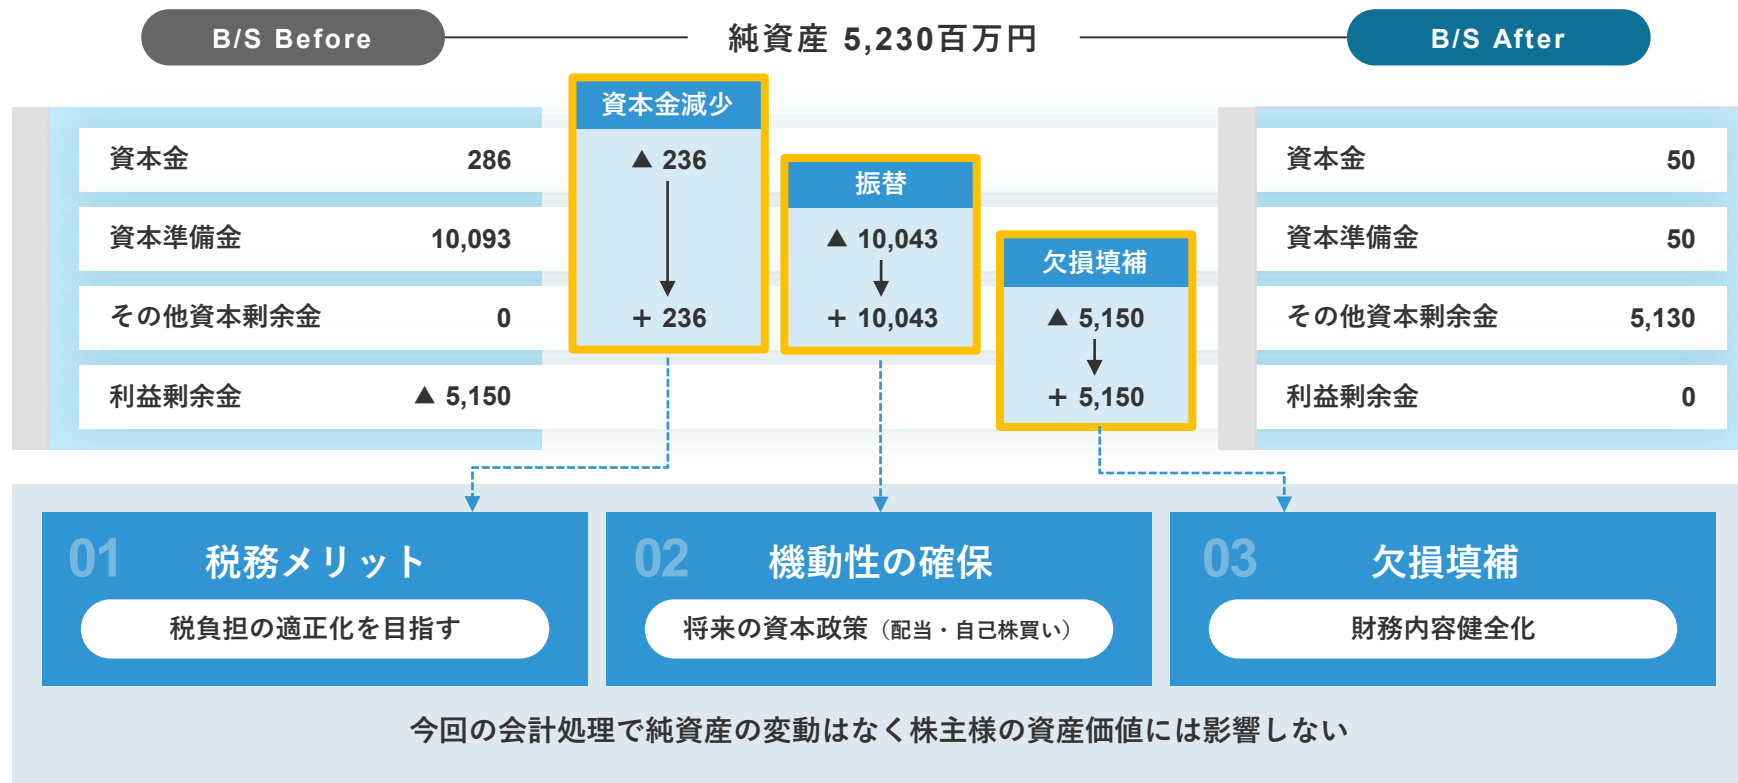 B/S Before
純資産 5,230百万円
B/S After
資本金減少
資本金 286
▲ 236
資本金 50
振替
資本準備金 10,093
▲ 10,043
資本準備金 50
欠損填補
その他資本剰余金 0
+ 236
+ 10,043
▲ 5,150
その他資本剰余金 5,130
利益剰余金 ▲ 5,150
+ 5,150
利益剰余金 0
01 税務メリット
税負担の適正化を目指す
02 機動性の確保
将来の資本政策（配当・自己株買い）
03 欠損填補
財務内容健全化
今回の会計処理で純資産の変動はなく株主様の資産価値には影響しない